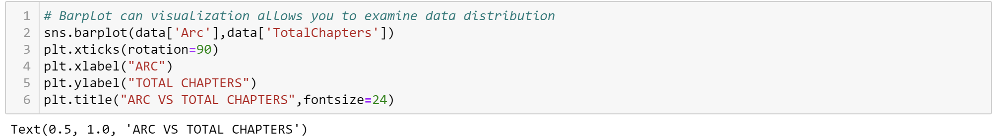 1 # Barplot can visualization allows you to examine data distribution
2 sns.barplot(data['Arc'],data['TotalChapters'])
3 plt.xticks(rotation=90)
4 plt.xlabel("ARC")
5 plt.ylabel("TOTAL CHAPTERS")
6 plt.title("ARC VS TOTAL CHAPTERS",fontsize=24)
Text(0.5, 1.0, 'ARC VS TOTAL CHAPTERS')